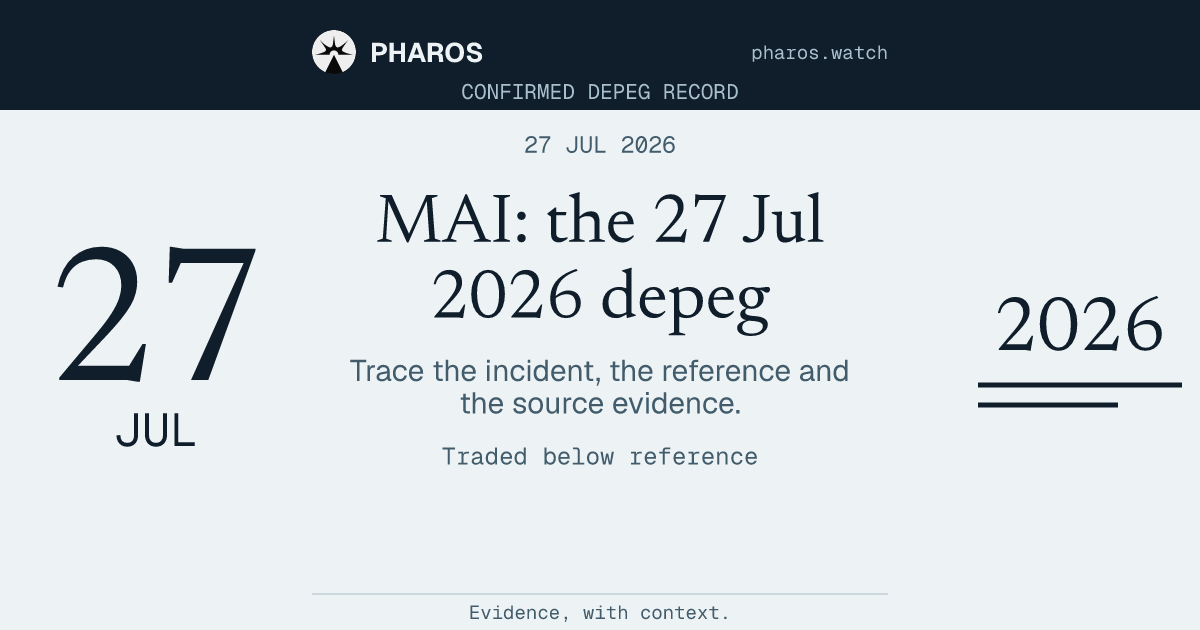 PHAROS
pharos.watch
CONFIRMED DEPEG RECORD
27 JUL 2026
MAI: the 27 Jul
2026 depeg
Trace the incident, the reference and
the source evidence.
Traded below reference
27
JUL
2026
Evidence, with context.